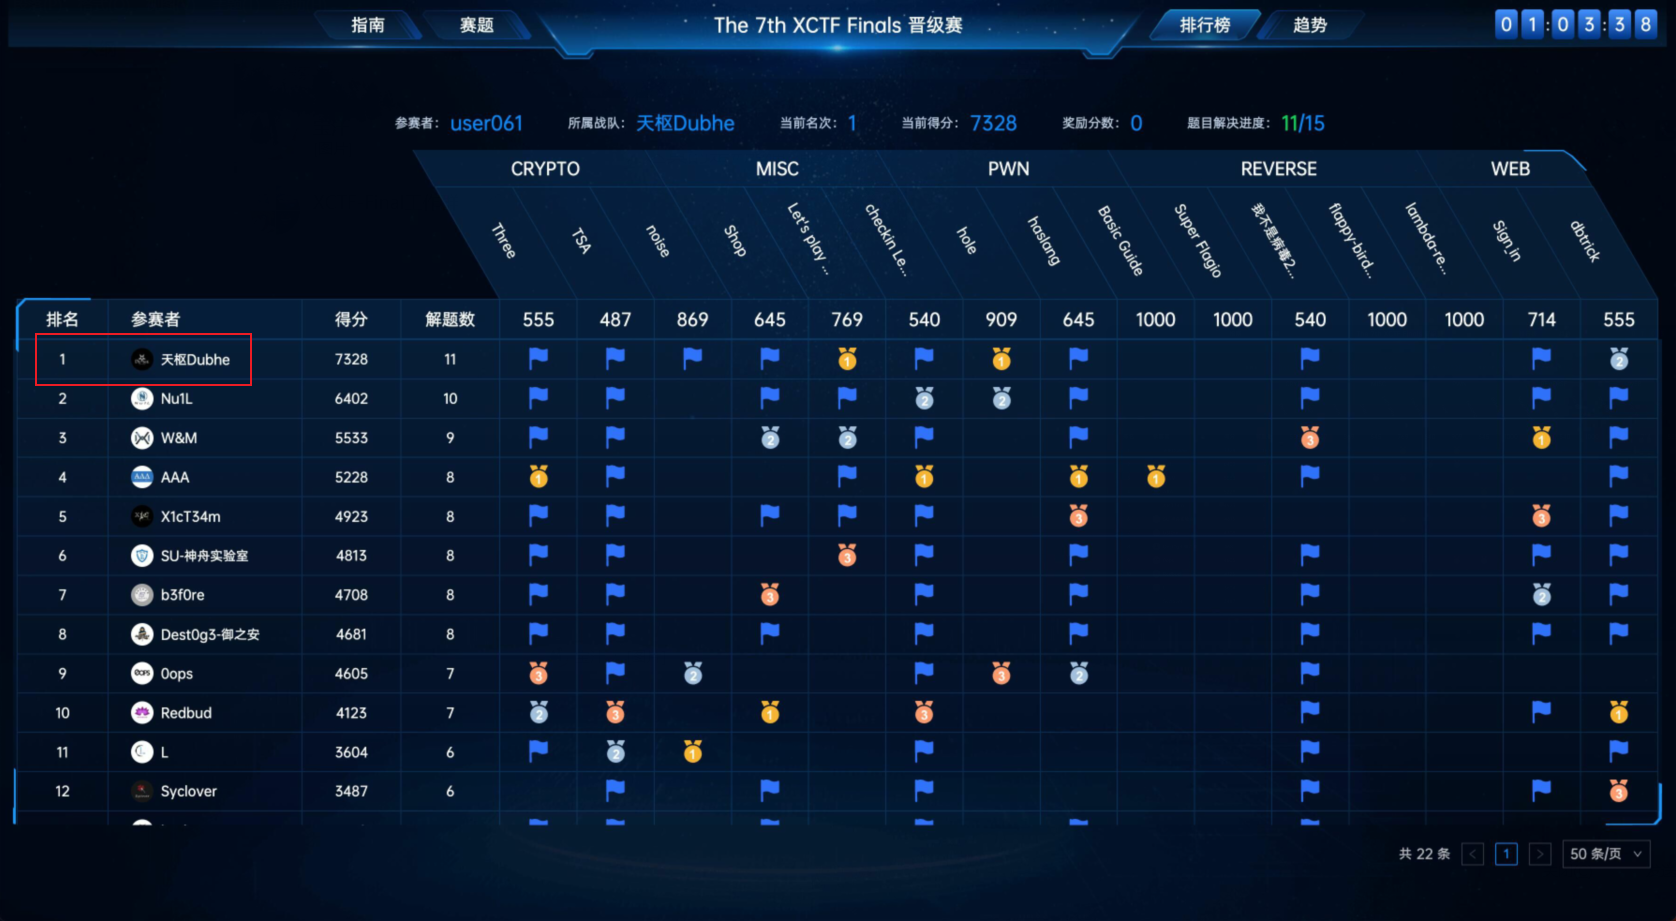 指南 赛题 The 7th XCTF Finals 晋级赛 排行榜 趋势 01:03:38
参赛者: user061 所属战队: 天枢Dubhe 当前名次: 1 当前得分: 7328 奖励分数: 0 题目解决进度: 11/15
CRYPTO MISC PWN REVERSE WEB
Three TSA noise Shop Let's play ... checkin Le... hole haslang Basic Guide Super Flagio 我不是病毒2... flappy-bird... lambda-re... Sign_in dbtrick
排名 参赛者 得分 解题数 555 487 869 645 769 540 909 645 1000 1000 540 1000 1000 714 555
1 天枢Dubhe 7328 11 1 1 2
2 Nu1L 6402 10 2 2
3 W&M 5533 9 2 2 3 1
4 AAA 5228 8 1 1 1 1
5 X1cT34m 4923 8 3 3
6 SU-神舟实验室 4813 8 3
7 b3f0re 4708 8 3 2
8 Dest0g3-御之安 4681 8
9 0ops 4605 7 3 2 3 2
10 Redbud 4123 7 2 3 1 3 1
11 L 3604 6 2 1
12 Syclover 3487 6 3
共 22 条 < 1 > 50 条/页